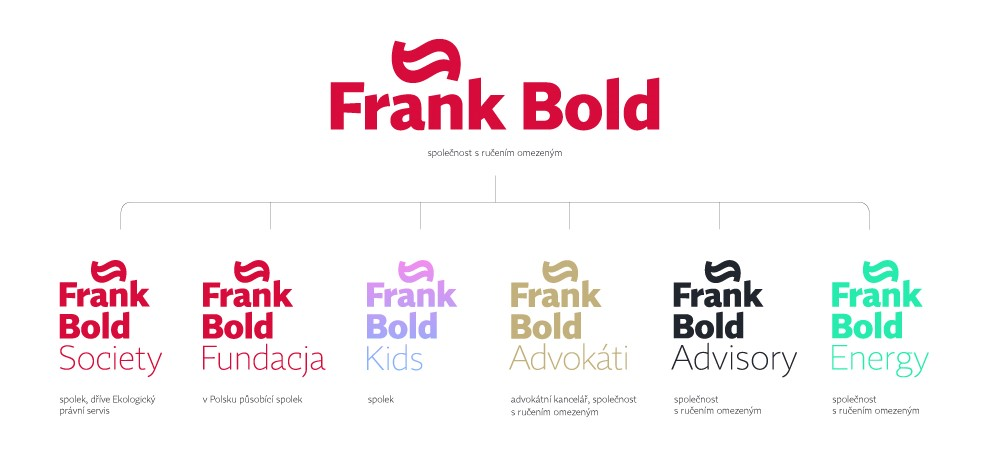 Frank Bold
společnost s ručením omezeným
Frank
Bold
Society
spolek, dříve Ekologický
právní servis
Frank
Bold
Fundacja
v Polsku působící spolek
Frank
Bold
Kids
spolek
Frank
Bold
Advokáti
advokátní kancelář, společnost
s ručením omezeným
Frank
Bold
Advisory
společnost
s ručením omezeným
Frank
Bold
Energy
společnost
s ručením omezeným